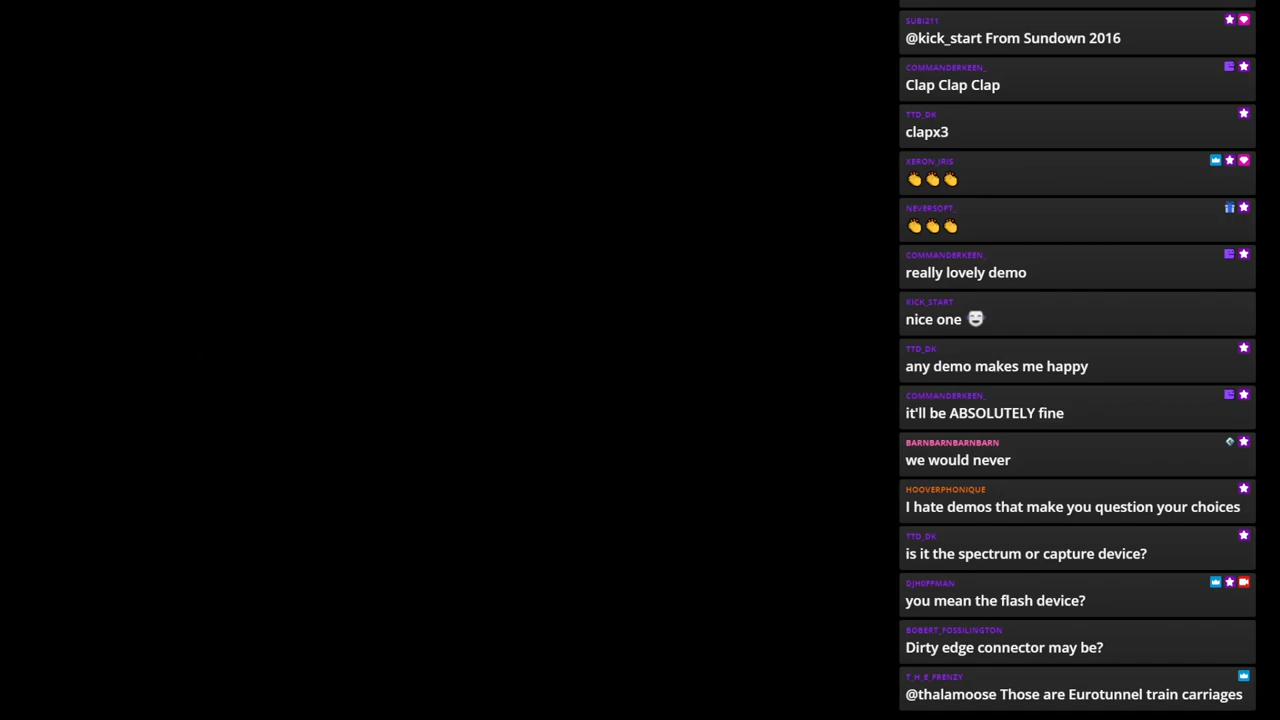 SUBI211
@kick_start From Sundown 2016
COMMANDERKEEN_
Clap Clap Clap
TTD_DK
clapx3
XERON_IRIS
👏👏👏
NEVERSOFT_
👏👏👏
COMMANDERKEEN_
really lovely demo
KICK_START
nice one
TTD_DK
any demo makes me happy
COMMANDERKEEN_
it'll be ABSOLUTELY fine
BARNBARNBARNBARN
we would never
HOOVERPHONIQUE
I hate demos that make you question your choices
TTD_DK
is it the spectrum or capture device?
DJH0FFMAN
you mean the flash device?
BOBERT_FOSSILINGTON
Dirty edge connector may be?
T_H_E_FRENZY
@thalamoose Those are Eurotunnel train carriages